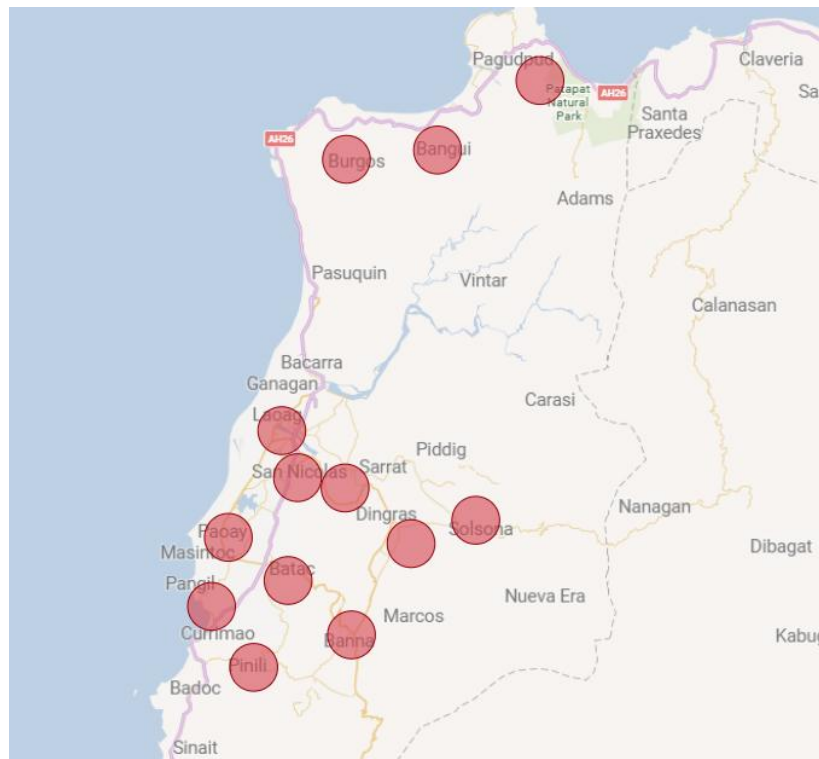 Pagudpud
Claveria
Patapat
Natural
Park
AH26
Santa
Praxedes
AH26
Bangui
Burgos
Adams
Pasuquin
Vintar
Calanasan
Bacarra
Ganagan
Carasi
Laoag
Piddig
San Nicolas
Sarrat
Nanagan
Dingras
Solsona
Paoay
Masintoc
Dibagat
Batac
Pangil
Nueva Era
Marcos
Currimao
Banna
Pinili
Badoc
Sinait